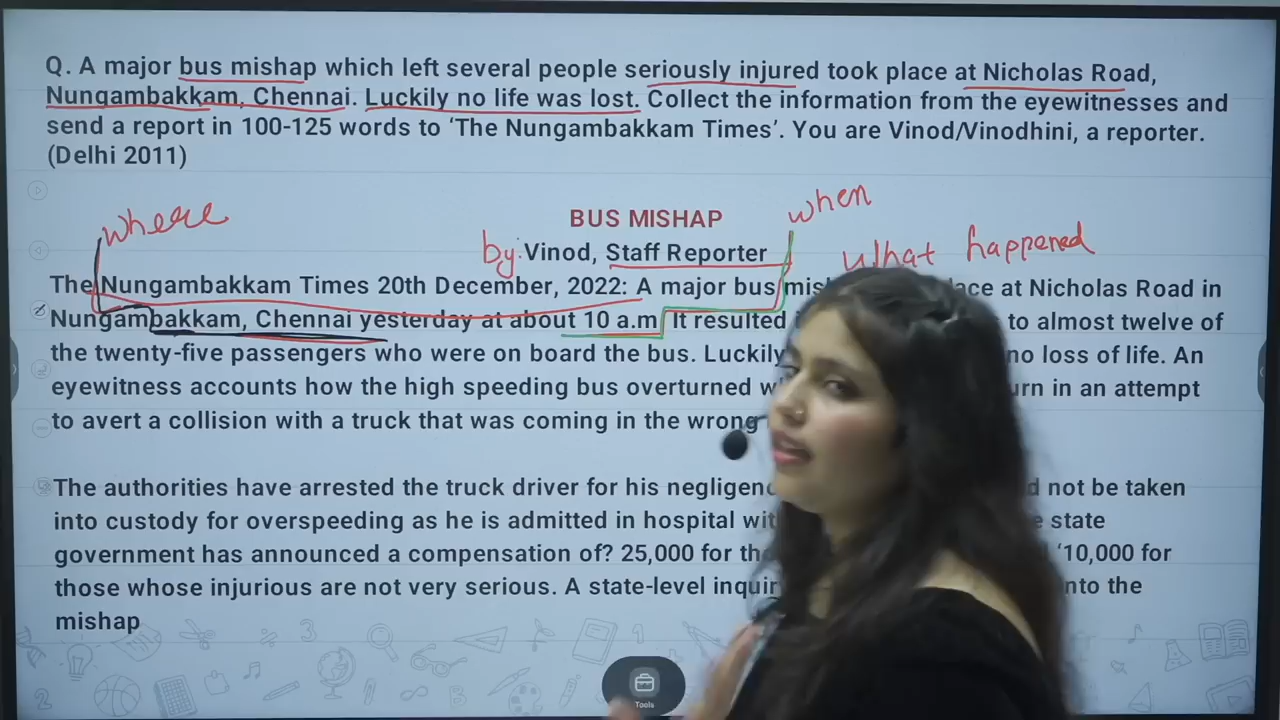 Q. A major bus mishap which left several people seriously injured took place at Nicholas Road,
Nungambakkam, Chennai. Luckily no life was lost. Collect the information from the eyewitnesses and
send a report in 100-125 words to ‘The Nungambakkam Times’. You are Vinod/Vinodhini, a reporter.
(Delhi 2011)
where
BUS MISHAP
when
by: Vinod, Staff Reporter
what happened
The Nungambakkam Times 20th December, 2022: A major bus ace at Nicholas Road in
Nungambakkam, Chennai yesterday at about 10 a.m It resulted to almost twelve of
the twenty-five passengers who were on board the bus. Luckily no loss of life. An
eyewitness accounts how the high speeding bus overturned urn in an attempt
to avert a collision with a truck that was coming in the wrong
The authorities have arrested the truck driver for his negligenc d not be taken
into custody for overspeeding as he is admitted in hospital wit state
government has announced a compensation of? 25,000 for ‘10,000 for
those whose injurious are not very serious. A state-level inquir nto the
mishap
Tools